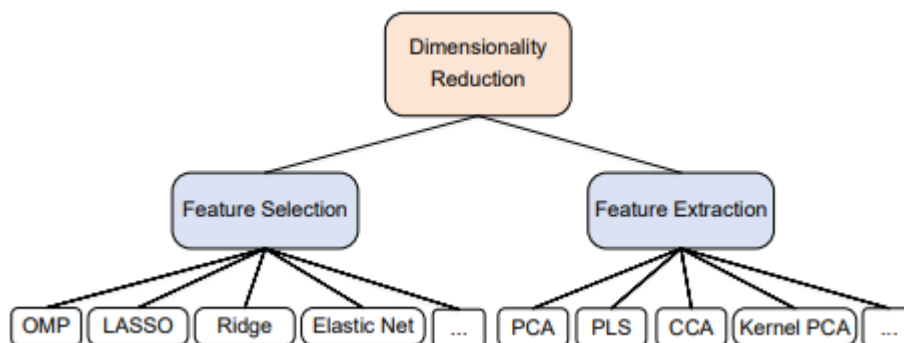 Dimensionality
Reduction
Feature Selection
Feature Extraction
OMP
LASSO
Ridge
Elastic Net
...
PCA
PLS
CCA
Kernel PCA
...